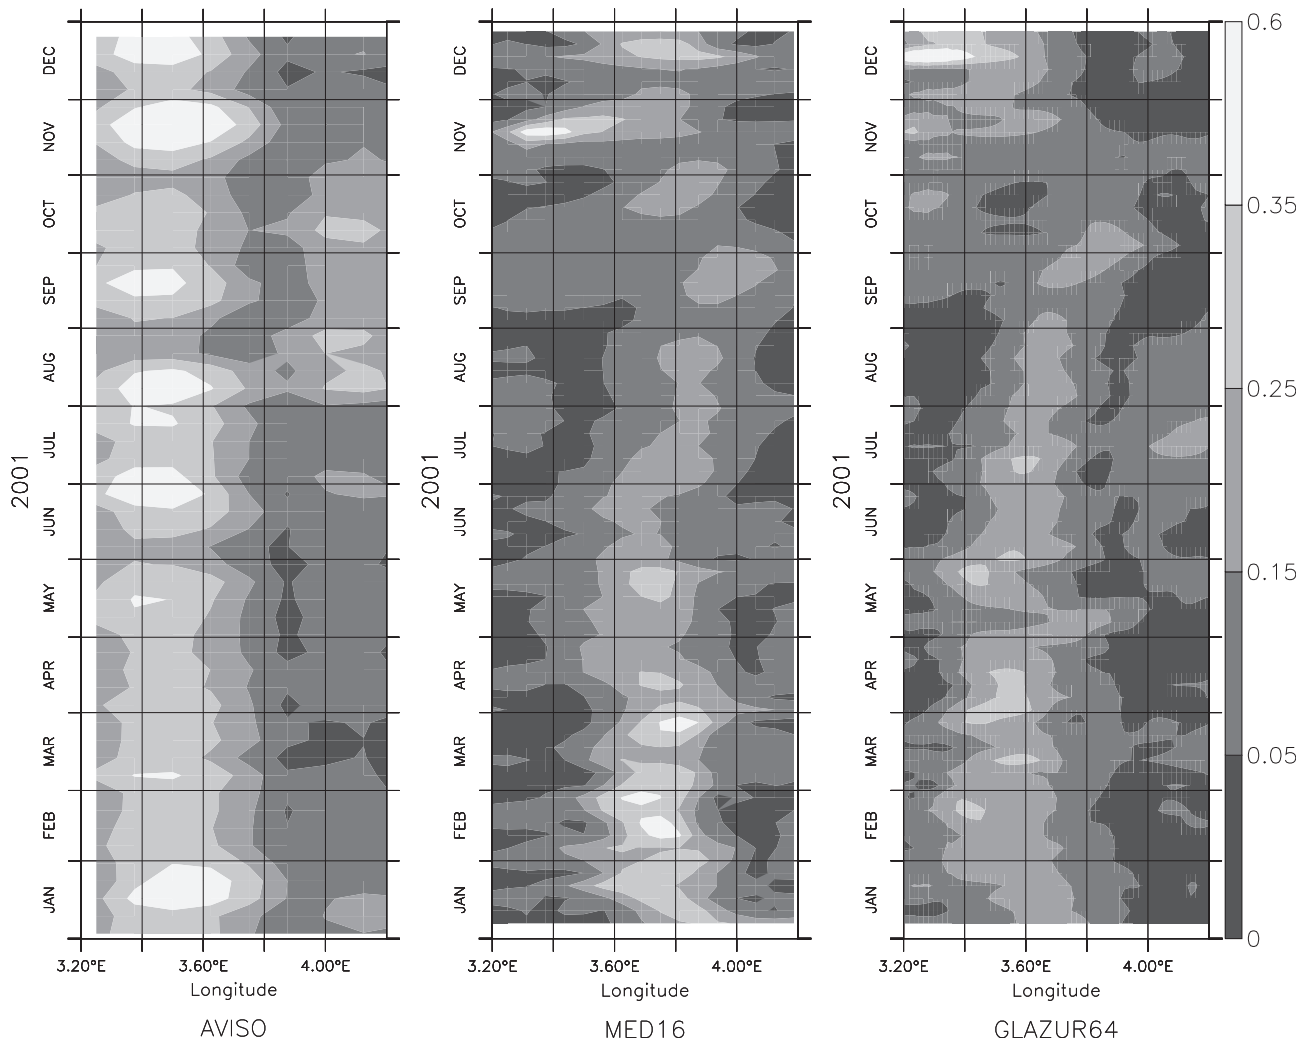 2001
DEC
NOV
OCT
SEP
AUG
JUL
JUN
MAY
APR
MAR
FEB
JAN
3.20°E
3.60°E
4.00°E
Longitude
AVISO
2001
DEC
NOV
OCT
SEP
AUG
JUL
JUN
MAY
APR
MAR
FEB
JAN
3.20°E
3.60°E
4.00°E
Longitude
MED16
2001
DEC
NOV
OCT
SEP
AUG
JUL
JUN
MAY
APR
MAR
FEB
JAN
3.20°E
3.60°E
4.00°E
Longitude
GLAZUR64
0.6
0.35
0.25
0.15
0.05
0